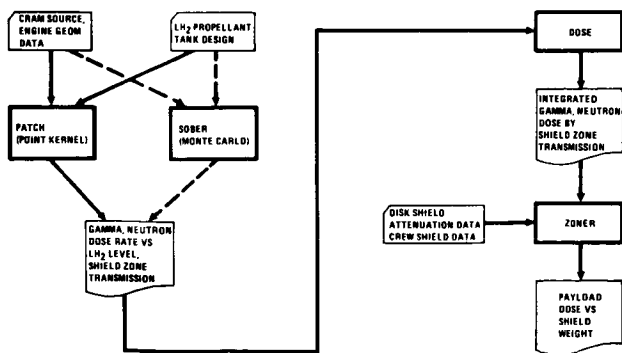 CRAM SOURCE,
ENGINE GEOM
DATA
LH2 PROPELLANT
TANK DESIGN
PATCH
(POINT KERNEL)
SOBER
(MONTE CARLO)
GAMMA, NEUTRON
DOSE RATE VS
LH2 LEVEL,
SHIELD ZONE
TRANSMISSION
DOSE
INTEGRATED
GAMMA, NEUTRON
DOSE BY
SHIELD ZONE
TRANSMISSION
DISK SHIELD
ATTENUATION DATA
CREW SHIELD DATA
ZONER
PAYLOAD
DOSE VS
SHIELD
WEIGHT